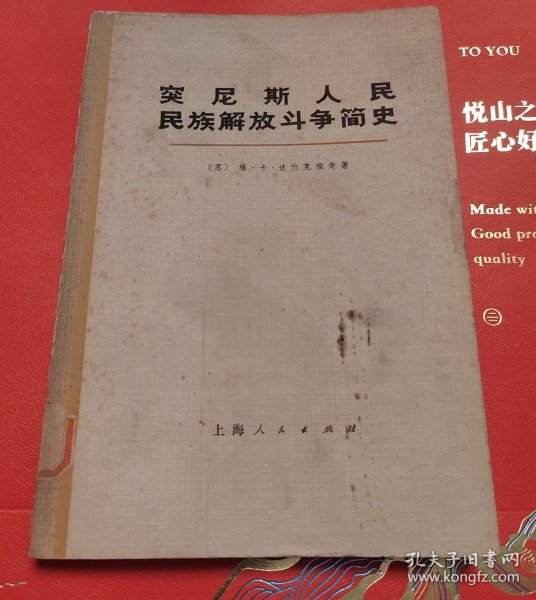 突尼斯人民
民族解放斗争简史
〔苏〕 维·卡·达什克维奇著
上海人民出版社
TO YOU
悦山之
匠心好
Made wit
Good pro
quality
孔夫子旧书网
www.kongfz.com